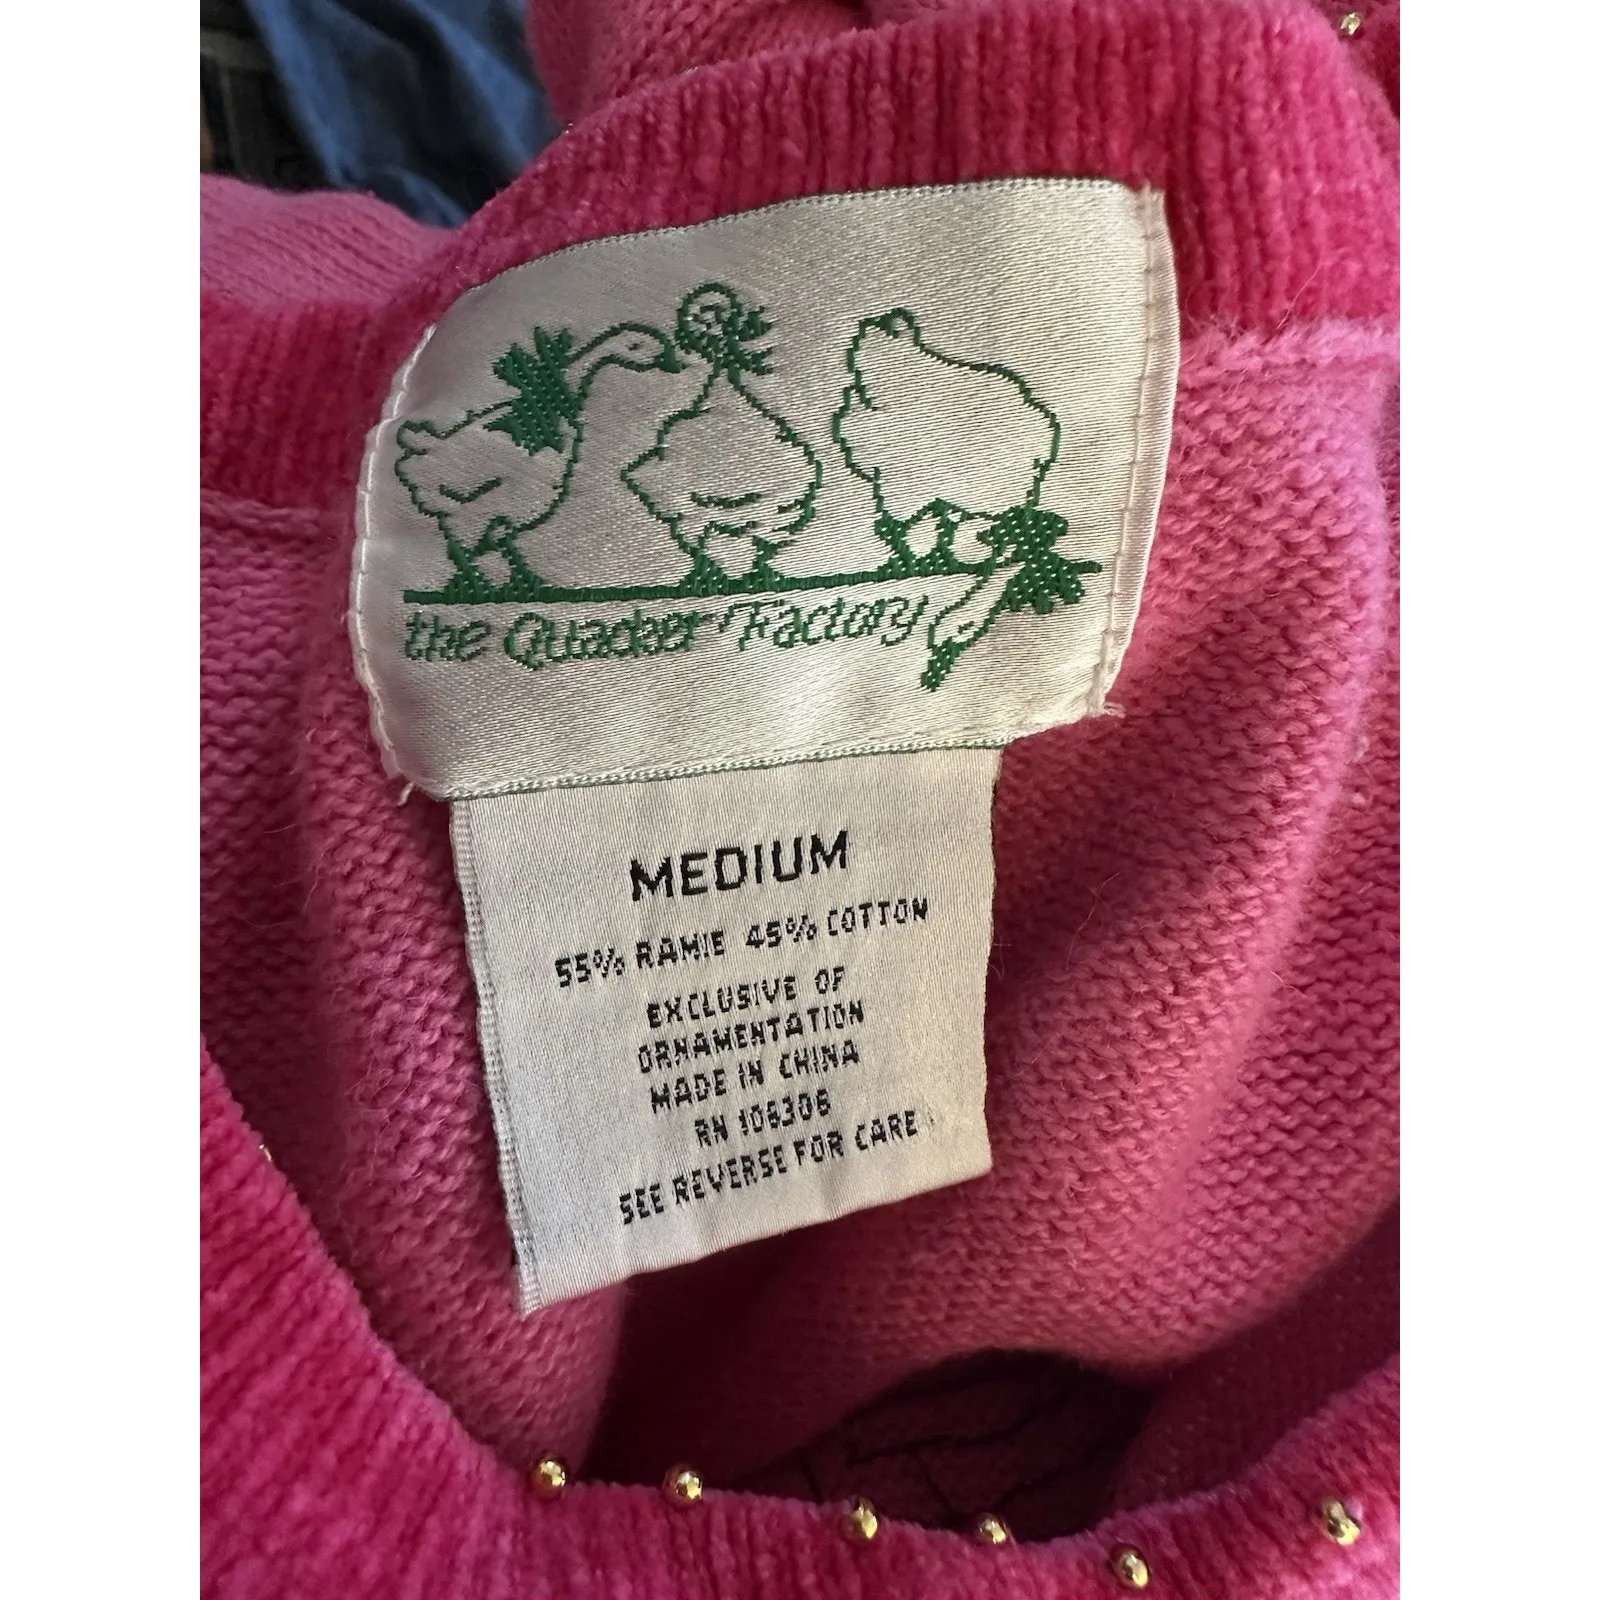 the Quacker Factory
MEDIUM
55% RAMIE 45% COTTON
EXCLUSIVE OF
ORNAMENTATION
MADE IN CHINA
RN 106306
SEE REVERSE FOR CARE